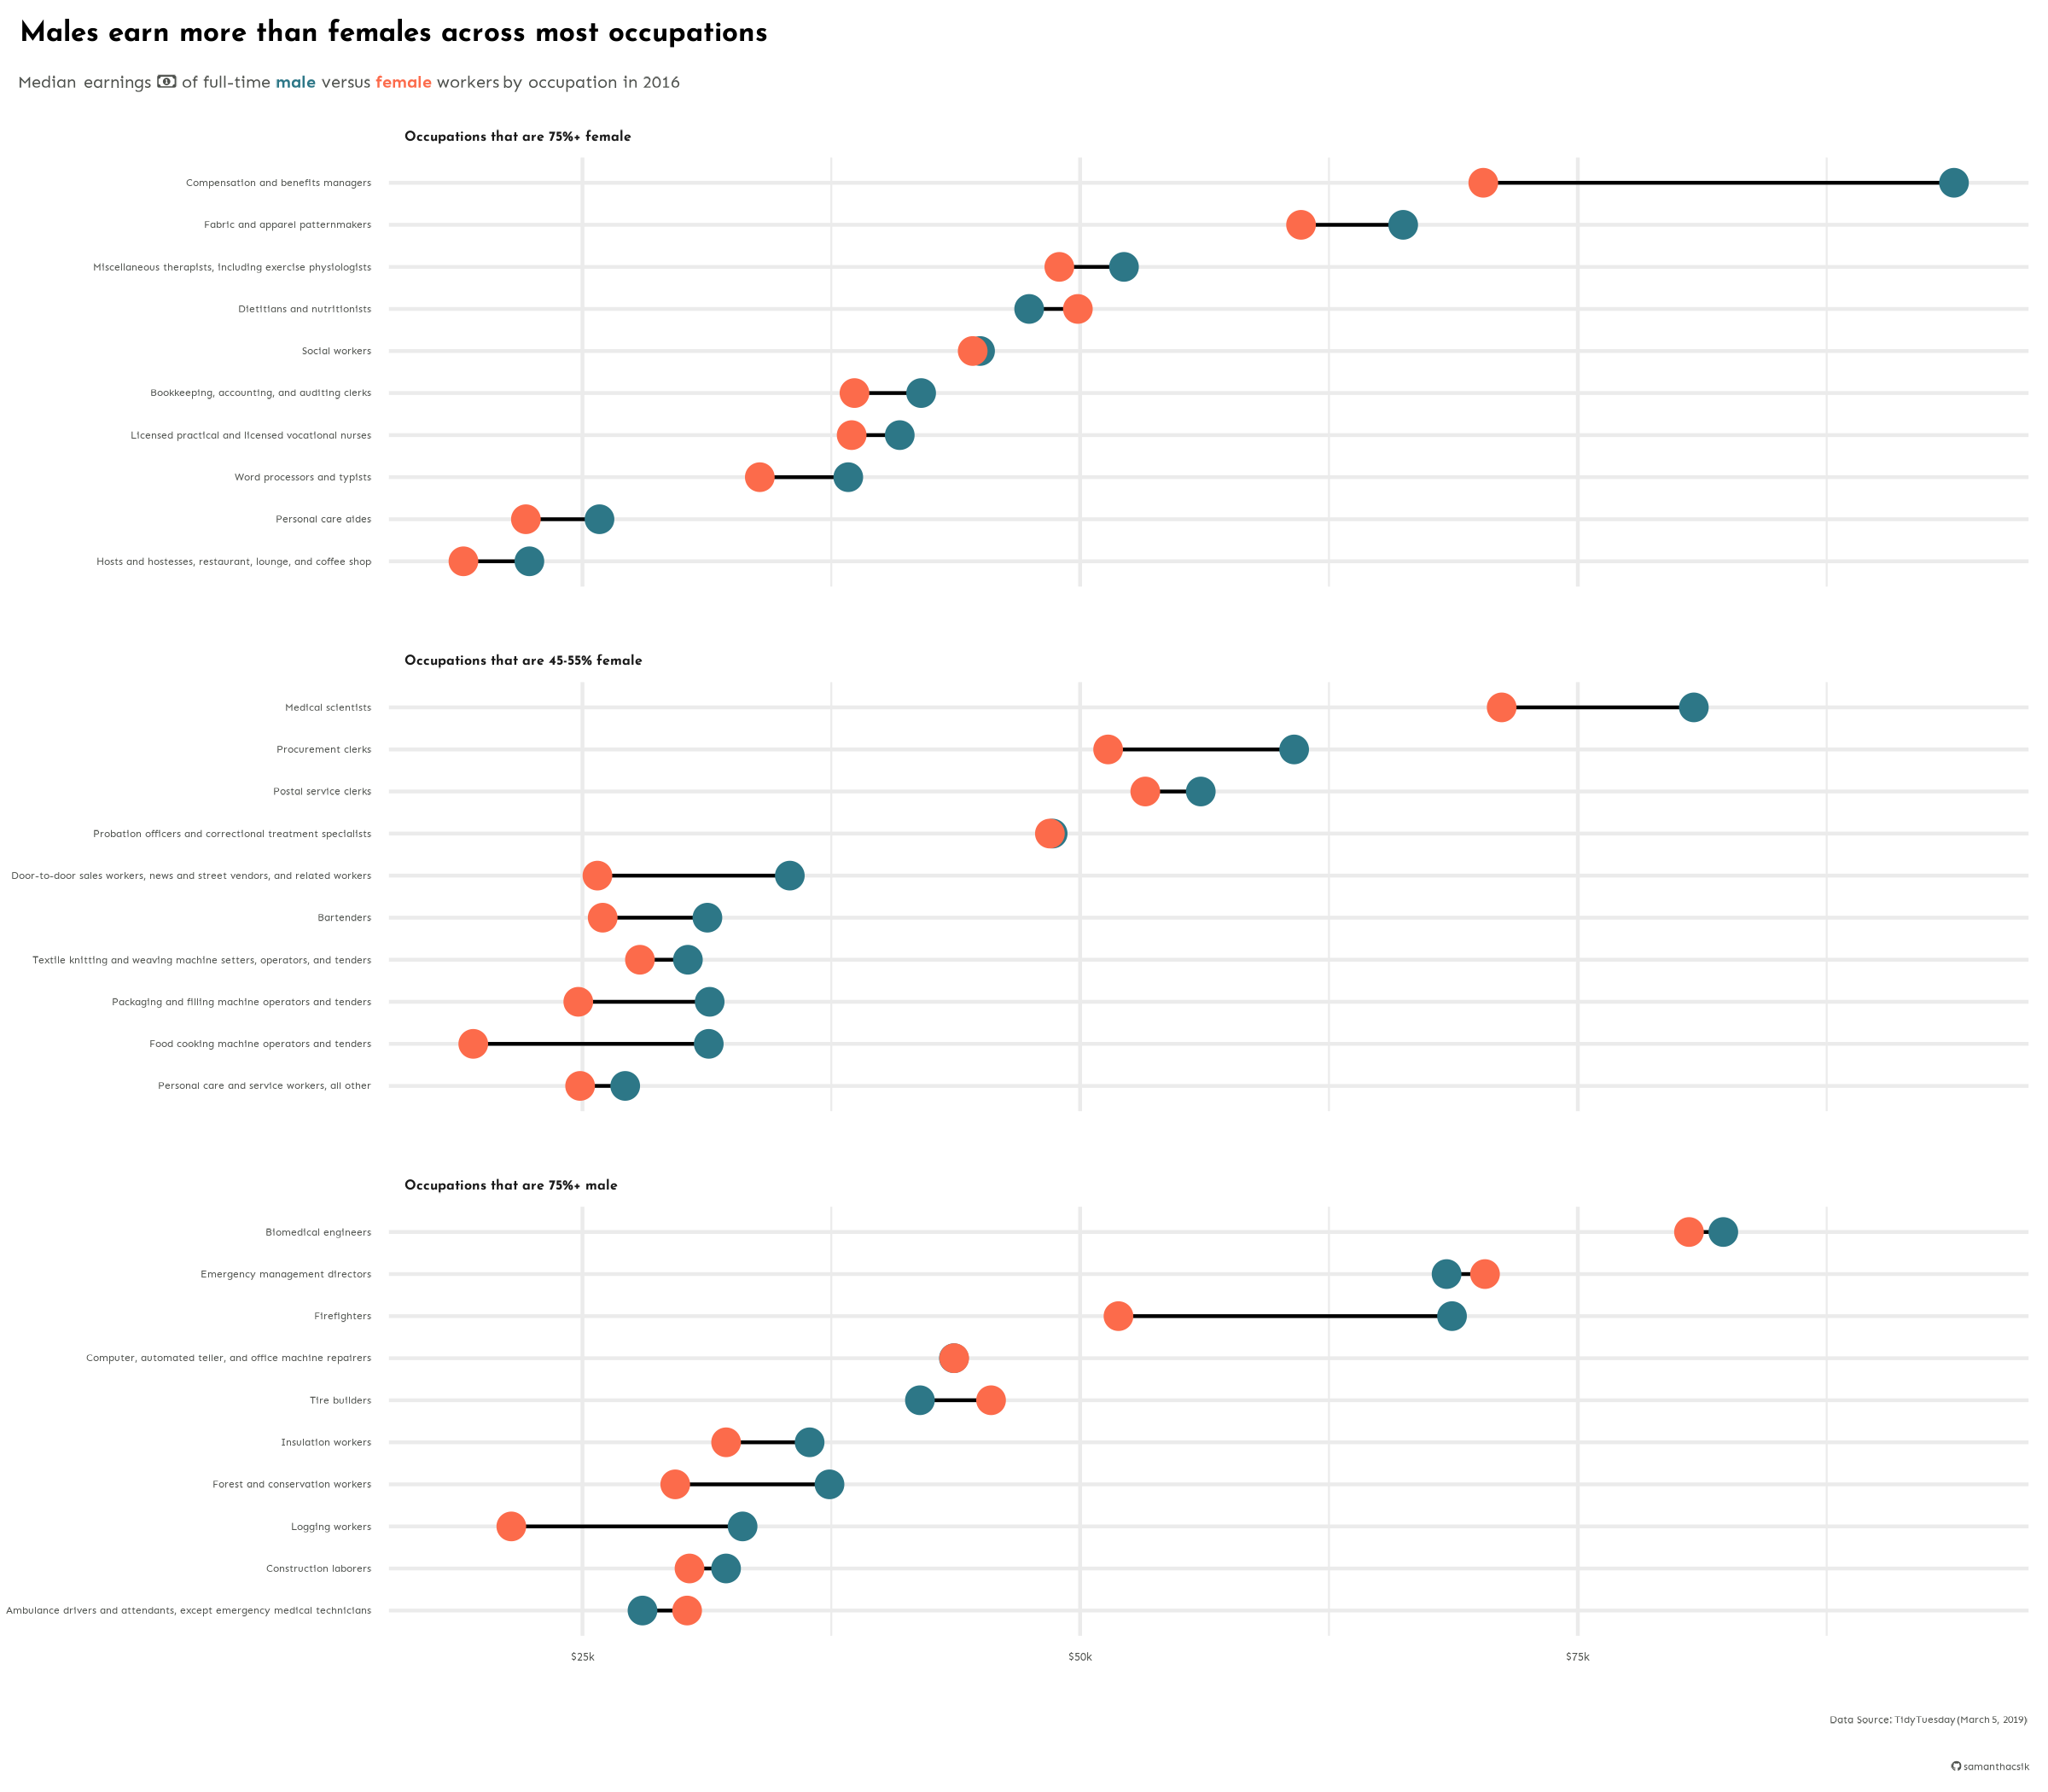 Males earn more than females across most occupations
Median earnings of full-time male versus female workers by occupation in 2016
Occupations that are 75%+ female
Compensation and benefits managers
Fabric and apparel patternmakers
Miscellaneous therapists, including exercise physiologists
Dietitians and nutritionists
Social workers
Bookkeeping, accounting, and auditing clerks
Licensed practical and licensed vocational nurses
Word processors and typists
Personal care aides
Hosts and hostesses, restaurant, lounge, and coffee shop
Occupations that are 45-55% female
Medical scientists
Procurement clerks
Postal service clerks
Probation officers and correctional treatment specialists
Door-to-door sales workers, news and street vendors, and related workers
Bartenders
Textile knitting and weaving machine setters, operators, and tenders
Packaging and filling machine operators and tenders
Food cooking machine operators and tenders
Personal care and service workers, all other
Occupations that are 75%+ male
Biomedical engineers
Emergency management directors
Firefighters
Computer, automated teller, and office machine repairers
Tire builders
Insulation workers
Forest and conservation workers
Logging workers
Construction laborers
Ambulance drivers and attendants, except emergency medical technicians
$25k $50k $75k
Data Source: TidyTuesday (March 5, 2019)
samanthacsik